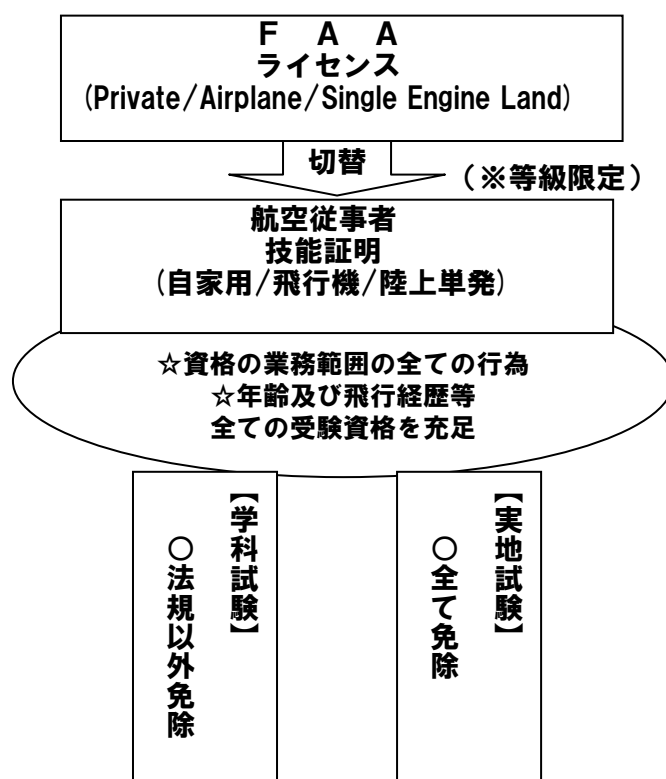 F A A
ライセンス
(Private/Airplane/Single Engine Land)
切替
（※等級限定）
航空従事者
技能証明
(自家用/飛行機/陸上単発)
☆資格の業務範囲の全ての行為
☆年齢及び飛行経歴等
全ての受験資格を充足
【学科試験】
○法規以外免除
【実地試験】
○全て免除